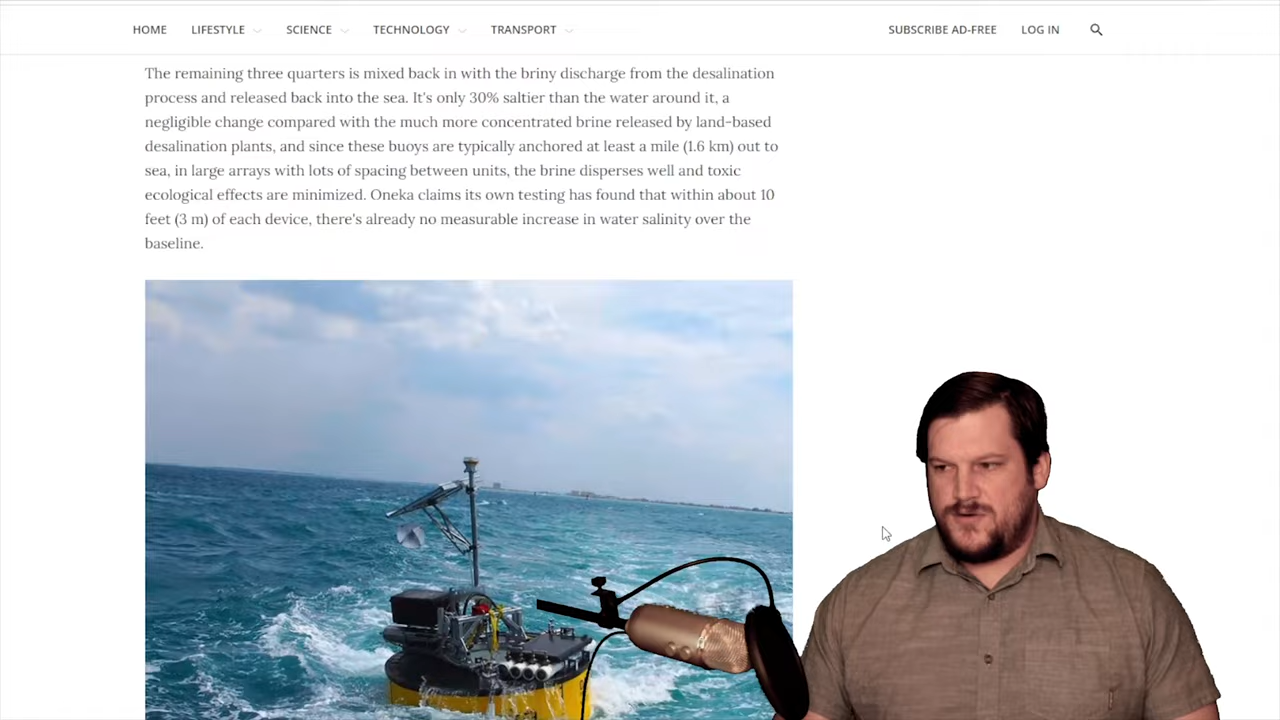 HOME LIFESTYLE SCIENCE TECHNOLOGY TRANSPORT SUBSCRIBE AD-FREE LOG IN
The remaining three quarters is mixed back in with the briny discharge from the desalination
process and released back into the sea. It's only 30% saltier than the water around it, a
negligible change compared with the much more concentrated brine released by land-based
desalination plants, and since these buoys are typically anchored at least a mile (1.6 km) out to
sea, in large arrays with lots of spacing between units, the brine disperses well and toxic
ecological effects are minimized. Oneka claims its own testing has found that within about 10
feet (3 m) of each device, there's already no measurable increase in water salinity over the
baseline.